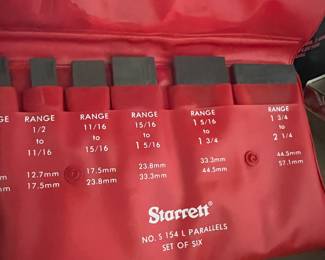 GE RANGE RANGE RANGE RANGE RANGE
1/2 11/16 15/16 1 5/16 1 3/4
to to to to to
11/16 15/16 1 5/16 1 3/4 2 1/4
mm 12.7mm 17.5mm 23.8mm 33.3mm 44.5mm
mm 17.5mm 23.8mm 33.3mm 44.5mm 57.1mm
Starrett
NO. S 154 L PARALLELS
SET OF SIX